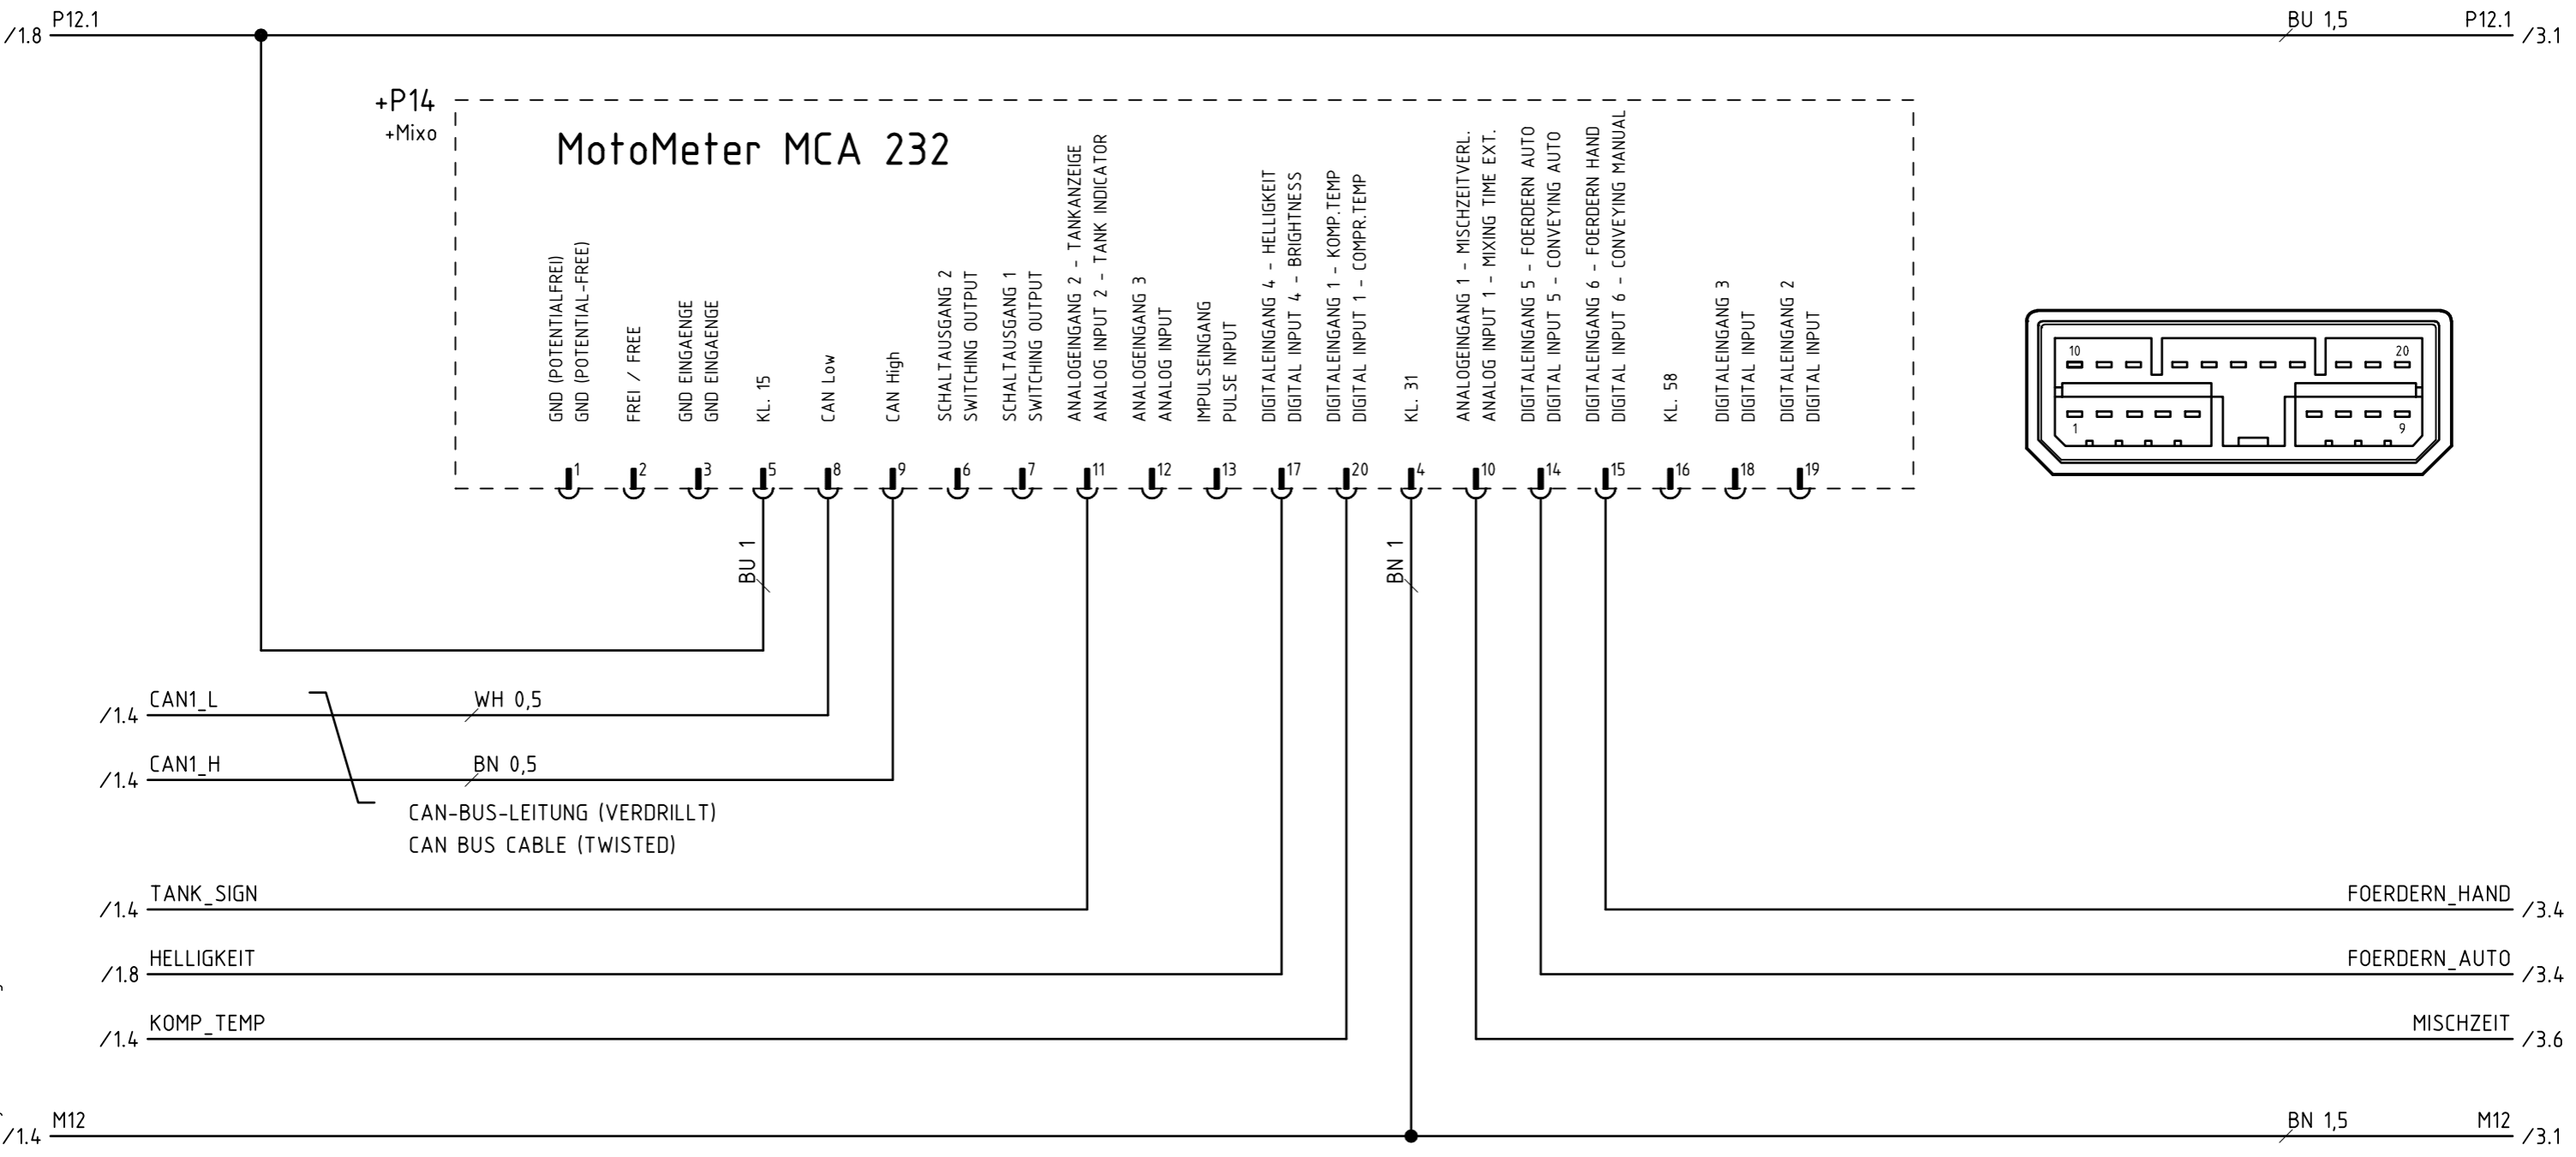 P12.1
/1.8
BU 1,5
P12.1
/3.1
+P14
+Mixo
MotoMeter MCA 232
GND (POTENTIALFREI)
GND (POTENTIAL-FREE)
FREI / FREE
GND EINGAENGE
GND EINGAENGE
KL. 15
CAN Low
CAN High
SCHALTAUSGANG 2
SWITCHING OUTPUT
SCHALTAUSGANG 1
SWITCHING OUTPUT
ANALOGEINGANG 2 - TANKANZEIGE
ANALOG INPUT 2 - TANK INDICATOR
ANALOGEINGANG 3
ANALOG INPUT
IMPULSEINGANG
PULSE INPUT
DIGITALEINGANG 4 - HELLIGKEIT
DIGITAL INPUT 4 - BRIGHTNESS
DIGITALEINGANG 1 - KOMP.TEMP
DIGITAL INPUT 1 - COMPR.TEMP
KL. 31
ANALOGEINGANG 1 - MISCHZEITVERL.
ANALOG INPUT 1 - MIXING TIME EXT.
DIGITALEINGANG 5 - FOERDERN AUTO
DIGITAL INPUT 5 - CONVEYING AUTO
DIGITALEINGANG 6 - FOERDERN HAND
DIGITAL INPUT 6 - CONVEYING MANUAL
KL. 58
DIGITALEINGANG 3
DIGITAL INPUT
DIGITALEINGANG 2
DIGITAL INPUT
1 2 3 5 8 9 6 7 11 12 13 17 20 4 10 14 15 16 18 19
10 20
1 9
BU 1
BN 1
CAN1_L
/1.4
WH 0,5
CAN1_H
/1.4
BN 0,5
CAN-BUS-LEITUNG (VERDRILLT)
CAN BUS CABLE (TWISTED)
TANK_SIGN
/1.4
FOERDERN_HAND
/3.4
HELLIGKEIT
/1.8
FOERDERN_AUTO
/3.4
KOMP_TEMP
/1.4
MISCHZEIT
/3.6
M12
/1.4
BN 1,5
M12
/3.1